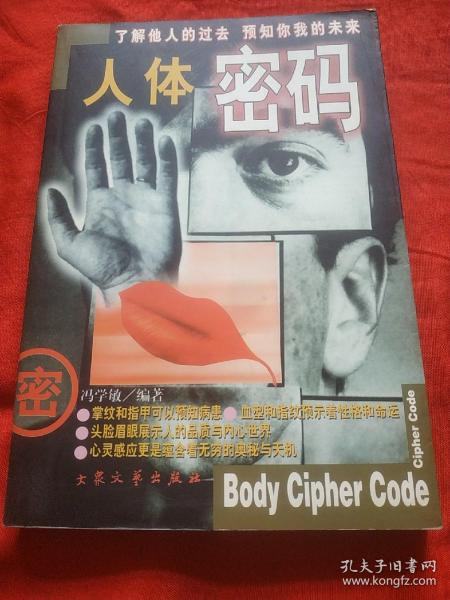 了解他人的过去 预知你我的未来
人体 密码
密
冯学敏/编著
●掌纹和指甲可以预知病患 ●血型和指纹预示着性格和命运
●头脸眉眼展示人的品质与内心世界
●心灵感应更是蕴含着无穷的奥秘与天机
大众文艺出版社
Body Cipher Code
Cipher Code
孔夫子旧书网
www.kongfz.com